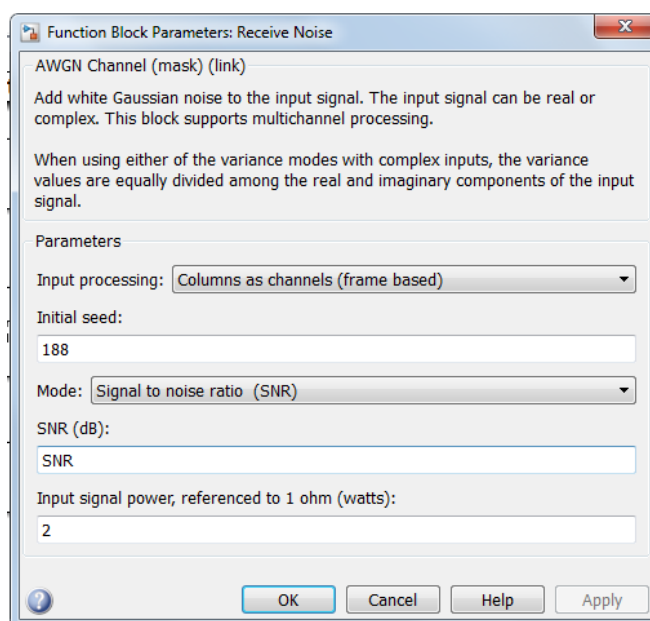 Function Block Parameters: Receive Noise
AWGN Channel (mask) (link)
Add white Gaussian noise to the input signal. The input signal can be real or
complex. This block supports multichannel processing.
When using either of the variance modes with complex inputs, the variance
values are equally divided among the real and imaginary components of the input
signal.
Parameters
Input processing: Columns as channels (frame based)
Initial seed:
188
Mode: Signal to noise ratio (SNR)
SNR (dB):
SNR
Input signal power, referenced to 1 ohm (watts):
2
OK Cancel Help Apply